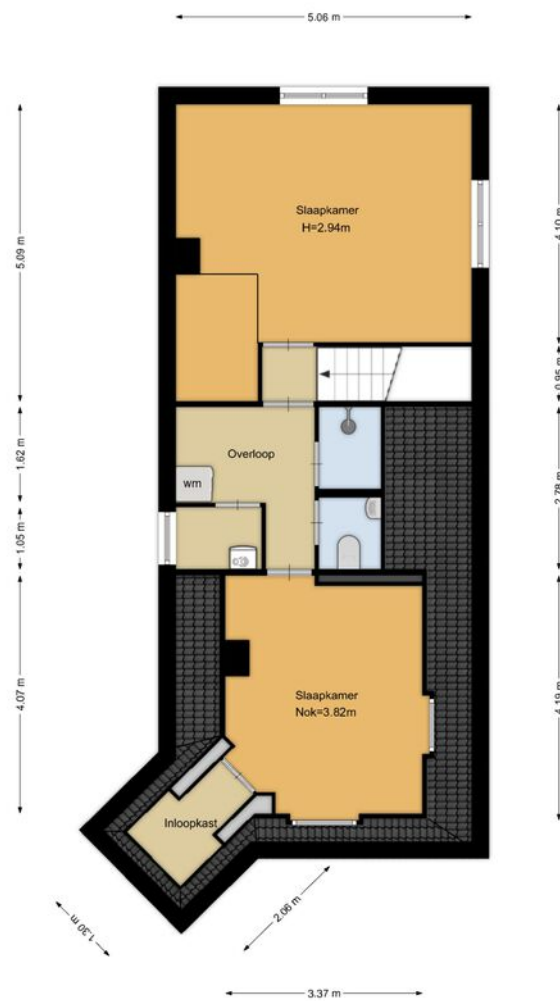 5.06 m
5.09 m
4.10 m
Slaapkamer
H=2.94m
0.95 m
1.62 m
Overloop
wm
2.78 m
1.05 m
4.07 m
Slaapkamer
Nok=3.82m
4.19 m
Inloopkast
1.30 m
2.06 m
3.37 m